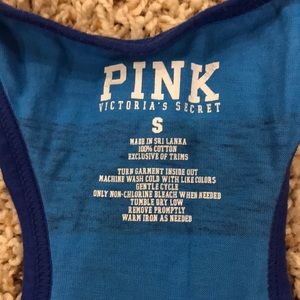 PINK
VICTORIA'S SECRET
S
MADE IN SRI LANKA
100% COTTON
EXCLUSIVE OF TRIMS
TURN GARMENT INSIDE OUT
MACHINE WASH COLD WITH LIKE COLORS
GENTLE CYCLE
ONLY NON-CHLORINE BLEACH WHEN NEEDED
TUMBLE DRY LOW
REMOVE PROMPTLY
WARM IRON AS NEEDED